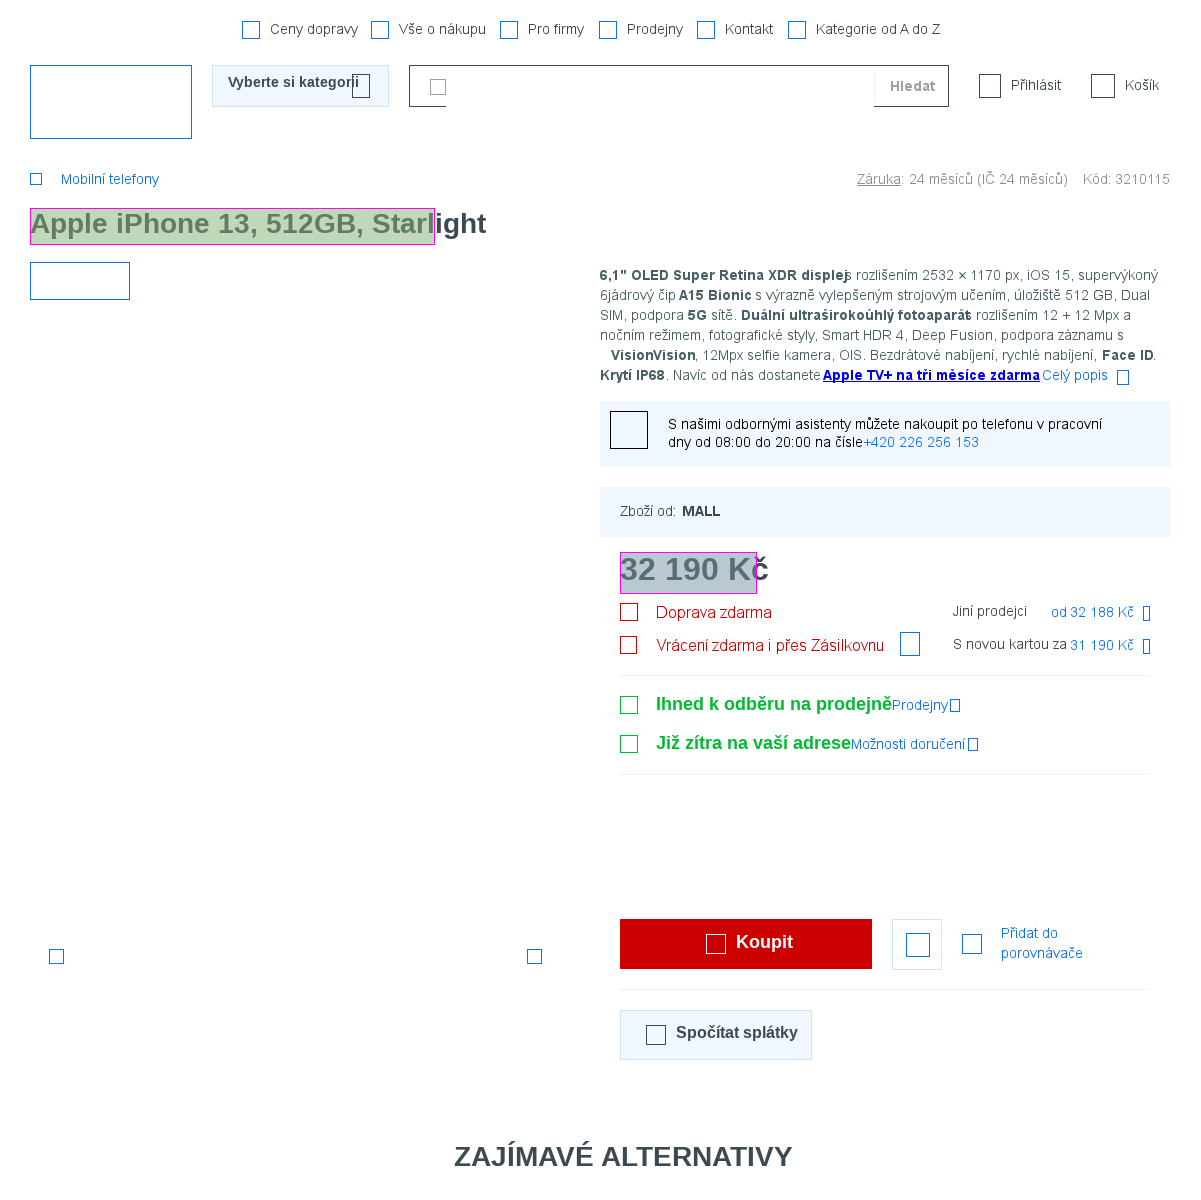 Ceny dopravy Vše o nákupu Pro firmy Prodejny Kontakt Kategorie od A do Z
Vyberte si kategorii Hledat Přihlásit Košík
Mobilní telefony Záruka: 24 měsíců (IČ 24 měsíců) Kód: 3210115
Apple iPhone 13, 512GB, Starlight
6,1" OLED Super Retina XDR displej s rozlišením 2532 × 1170 px, iOS 15, supervýkoný
6jádrový čip A15 Bionic s výrazně vylepšeným strojovým učením, úložiště 512 GB, Dual
SIM, podpora 5G sítě. Duální ultraširokoúhlý fotoaparát s rozlišením 12 + 12 Mpx a
nočním režimem, fotografické styly, Smart HDR 4, Deep Fusion, podpora záznamu s
VisionVision, 12Mpx selfie kamera, OIS. Bezdrátové nabíjení, rychlé nabíjení, Face ID.
Krytí IP68. Navíc od nás dostanete Apple TV+ na tři měsíce zdarma Celý popis
S našimi odbornými asistenty můžete nakoupit po telefonu v pracovní
dny od 08:00 do 20:00 na čísle +420 226 256 153
Zboží od: MALL
32 190 Kč
Doprava zdarma Jiní prodejci od 32 188 Kč
Vrácení zdarma i přes Zásilkovnu S novou kartou za 31 190 Kč
Ihned k odběru na prodejně Prodejny
Již zítra na vaší adrese Možnosti doručení
Koupit Přidat do
porovnávače
Spočítat splátky
ZAJÍMAVÉ ALTERNATIVY